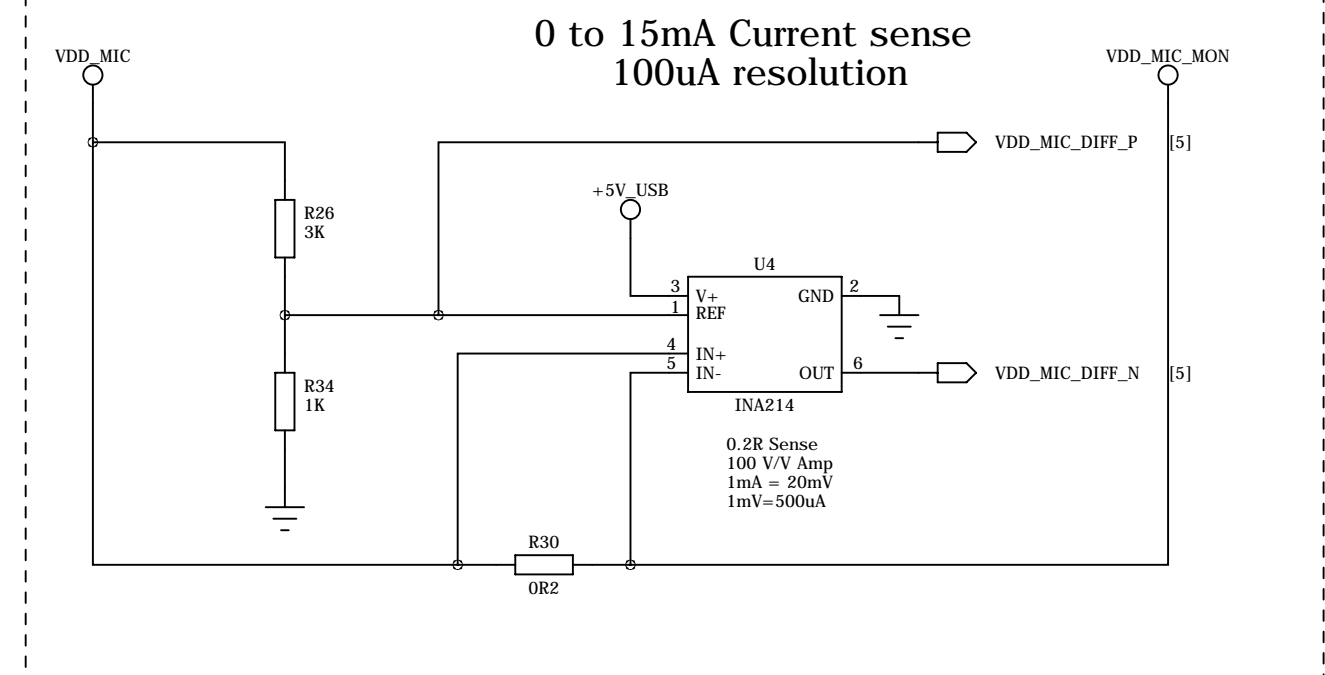 0 to 15mA Current sense
100uA resolution
VDD_MIC
VDD_MIC_MON
VDD_MIC_DIFF_P [5]
+5V_USB
R26
3K
U4
3 V+ GND 2
1 REF
4 IN+
5 IN- OUT 6
VDD_MIC_DIFF_N [5]
R34
1K
INA214
0.2R Sense
100 V/V Amp
1mA = 20mV
1mV=500uA
R30
0R2